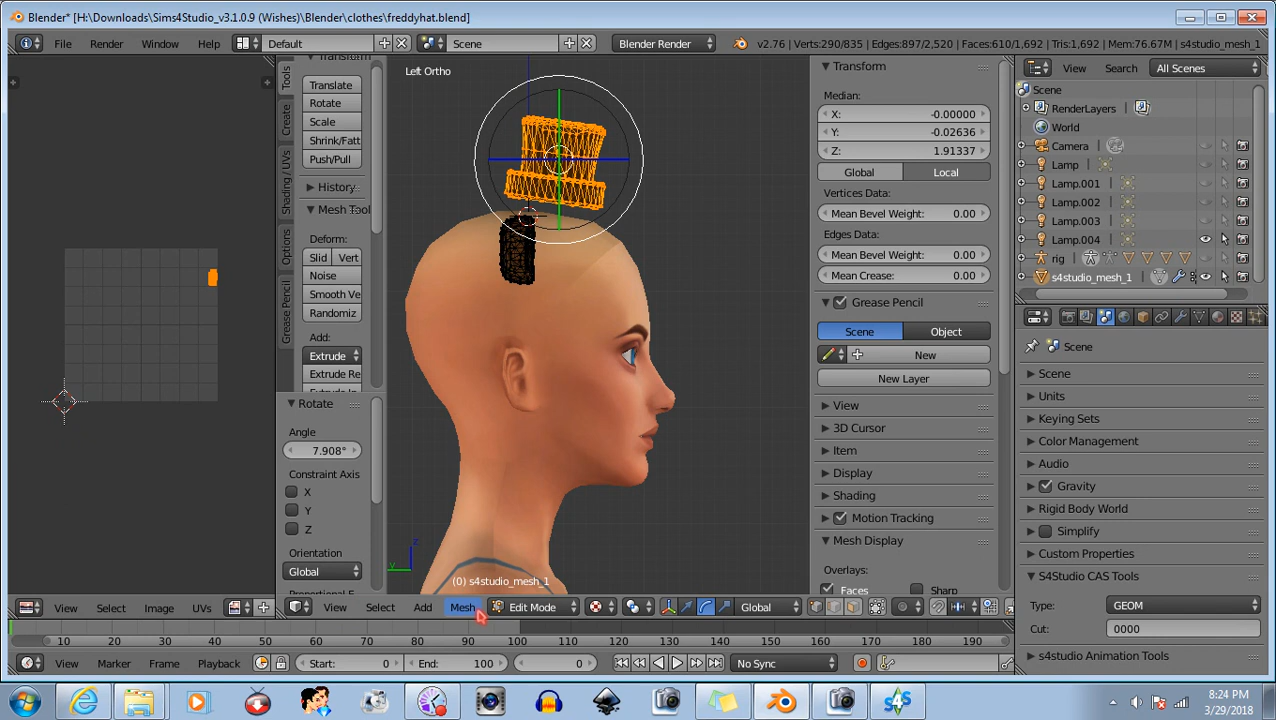 Blender* [H:\Downloads\Sims4Studio_v3.1.0.9 (Wishes)\Blender\clothes\freddyhat.blend]
File Render Window Help Default Scene Blender Render v2.76 | Verts:290/835 | Edges:897/2,520 | Faces:610/1,692 | Tris:1,692 | Mem:76.67M | s4studio_mesh_1
Transform
Translate
Rotate
Scale
Shrink/Fatt
Push/Pull
History
Mesh Tool
Deform:
Slid Vert
Noise
Smooth Ve
Randomiz
Add:
Extrude
Extrude Re
Tools
Create
Shading / UVs
Options
Grease Pencil
Rotate
Angle
7.908°
Constraint Axis
X
Y
Z
Orientation
Global
Left Ortho
(0) s4studio_mesh_1
Transform
Median:
X: -0.00000
Y: -0.02636
Z: 1.91337
Global Local
Vertices Data:
Mean Bevel Weight: 0.00
Edges Data:
Mean Bevel Weight: 0.00
Mean Crease: 0.00
Grease Pencil
Scene Object
New
New Layer
View
3D Cursor
Item
Display
Shading
Motion Tracking
Mesh Display
Overlays:
Faces Sharp
View Search All Scenes
Scene
RenderLayers
World
Camera
Lamp
Lamp.001
Lamp.002
Lamp.003
Lamp.004
rig
s4studio_mesh_1
Scene
Scene
Units
Keying Sets
Color Management
Audio
Gravity
Rigid Body World
Simplify
Custom Properties
S4Studio CAS Tools
Type: GEOM
Cut: 0000
s4studio Animation Tools
View Select Image UVs
View Select Add Mesh Edit Mode Global
10 20 30 40 50 60 70 80 90 100 110 120 130 140 150 160 170 180 190
View Marker Frame Playback Start: 0 End: 100 0 No Sync
8:24 PM
3/29/2018